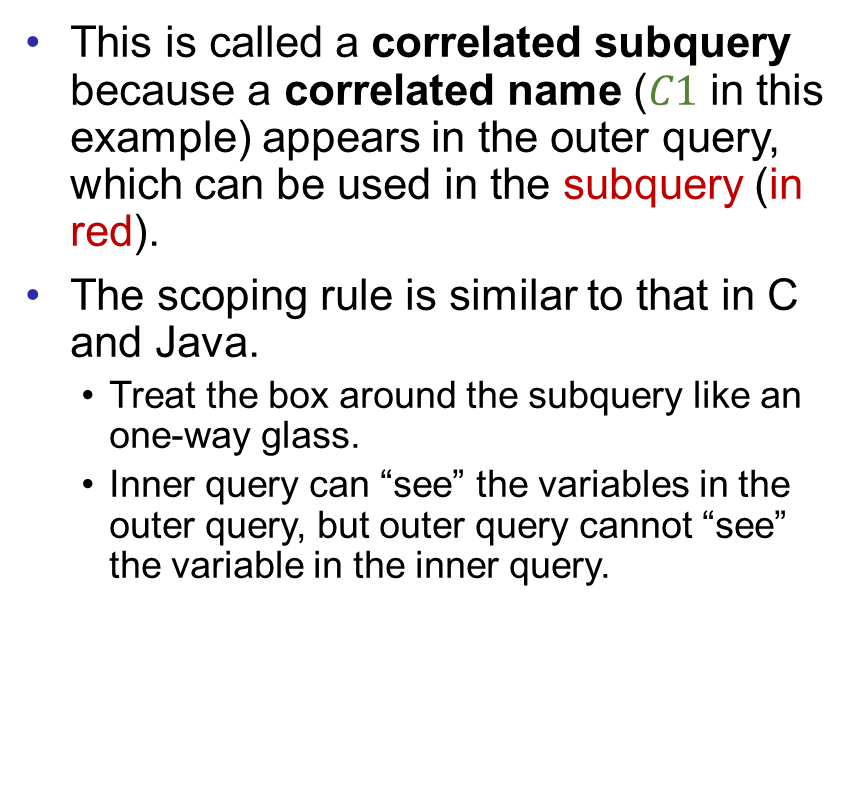 • This is called a correlated subquery
because a correlated name (C1 in this
example) appears in the outer query,
which can be used in the subquery (in
red).
• The scoping rule is similar to that in C
and Java.
• Treat the box around the subquery like an
one-way glass.
• Inner query can “see” the variables in the
outer query, but outer query cannot “see”
the variable in the inner query.